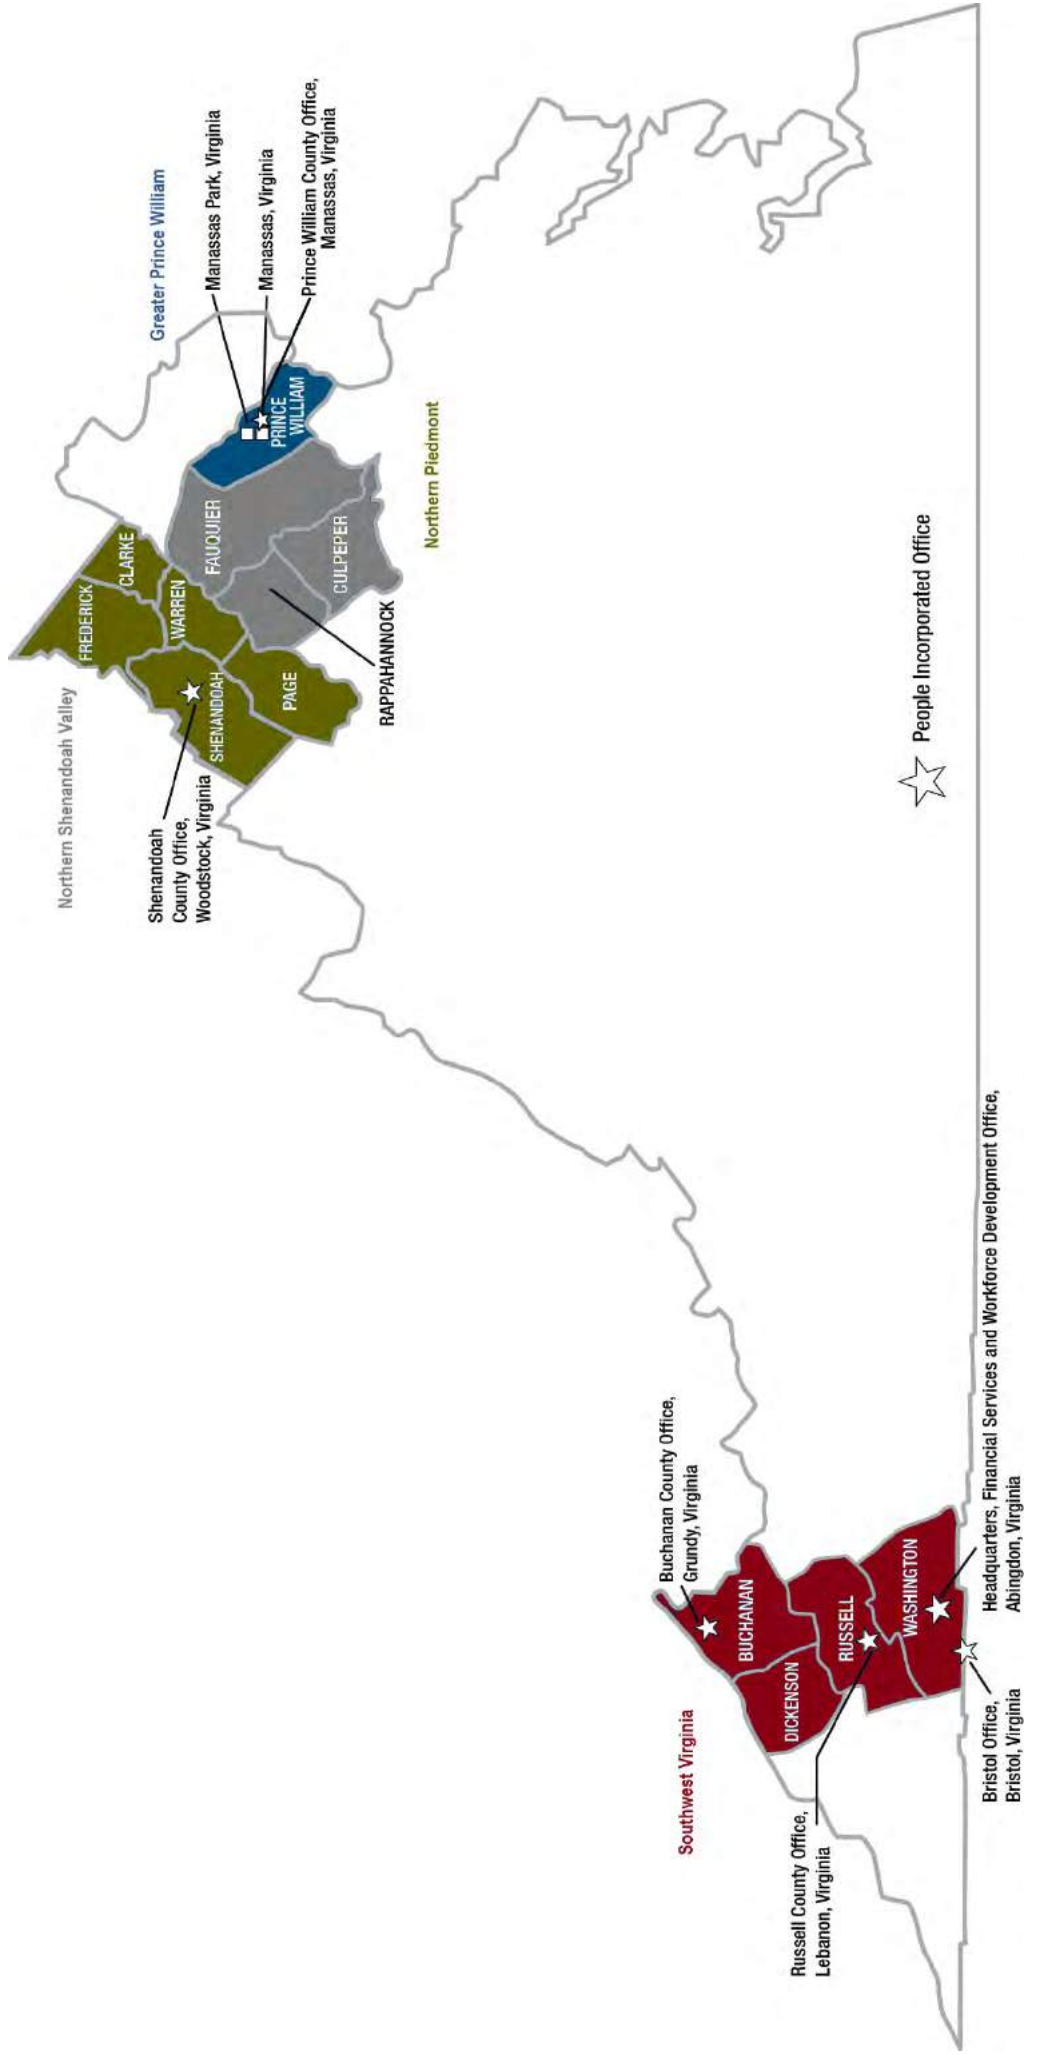 Northern Shenandoah Valley
Greater Prince William
FREDERICK
CLARKE
Shenandoah
County Office,
Woodstock, Virginia
WARREN
SHENANDOAH
FAUQUIER
Manassas Park, Virginia
Manassas, Virginia
Prince William County Office,
Manassas, Virginia
PRINCE
WILLIAM
PAGE
CULPEPER
RAPPAHANNOCK
Northern Piedmont
Buchanan County Office,
Grundy, Virginia
Southwest Virginia
BUCHANAN
DICKENSON
Russell County Office,
Lebanon, Virginia
RUSSELL
WASHINGTON
People Incorporated Office
Bristol Office,
Bristol, Virginia
Headquarters, Financial Services and Workforce Development Office,
Abingdon, Virginia